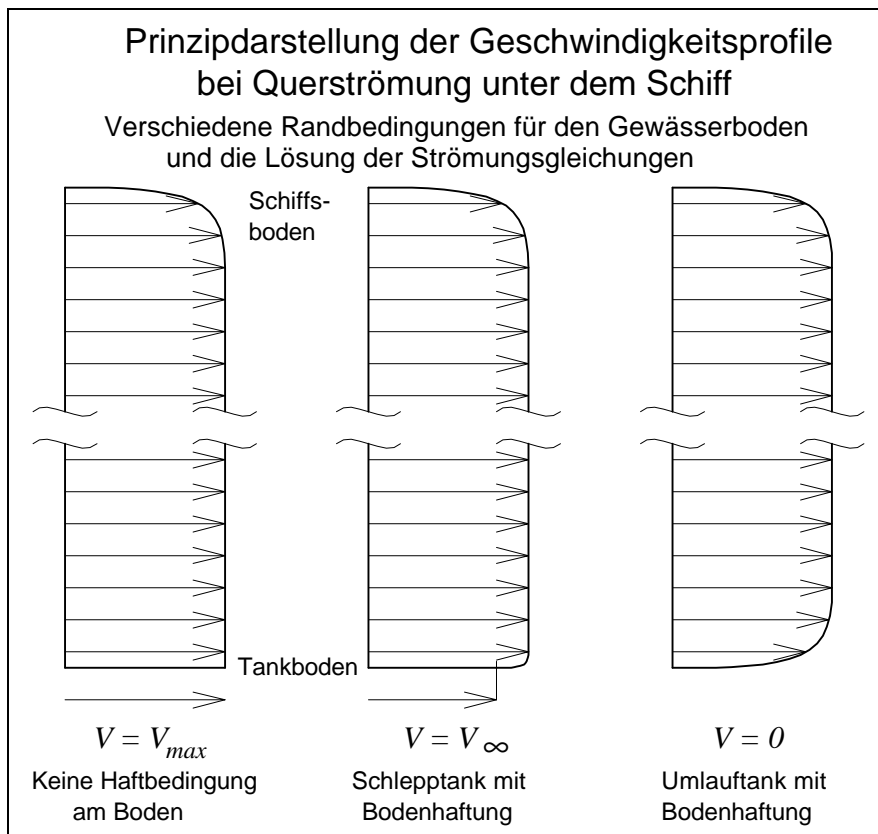 Prinzipdarstellung der Geschwindigkeitsprofile
bei Querströmung unter dem Schiff
Verschiedene Randbedingungen für den Gewässerboden
und die Lösung der Strömungsgleichungen
Schiffs-
boden
Tankboden
V = Vmax
Keine Haftbedingung
am Boden
V = V∞
Schlepptank mit
Bodenhaftung
V = 0
Umlauftank mit
Bodenhaftung